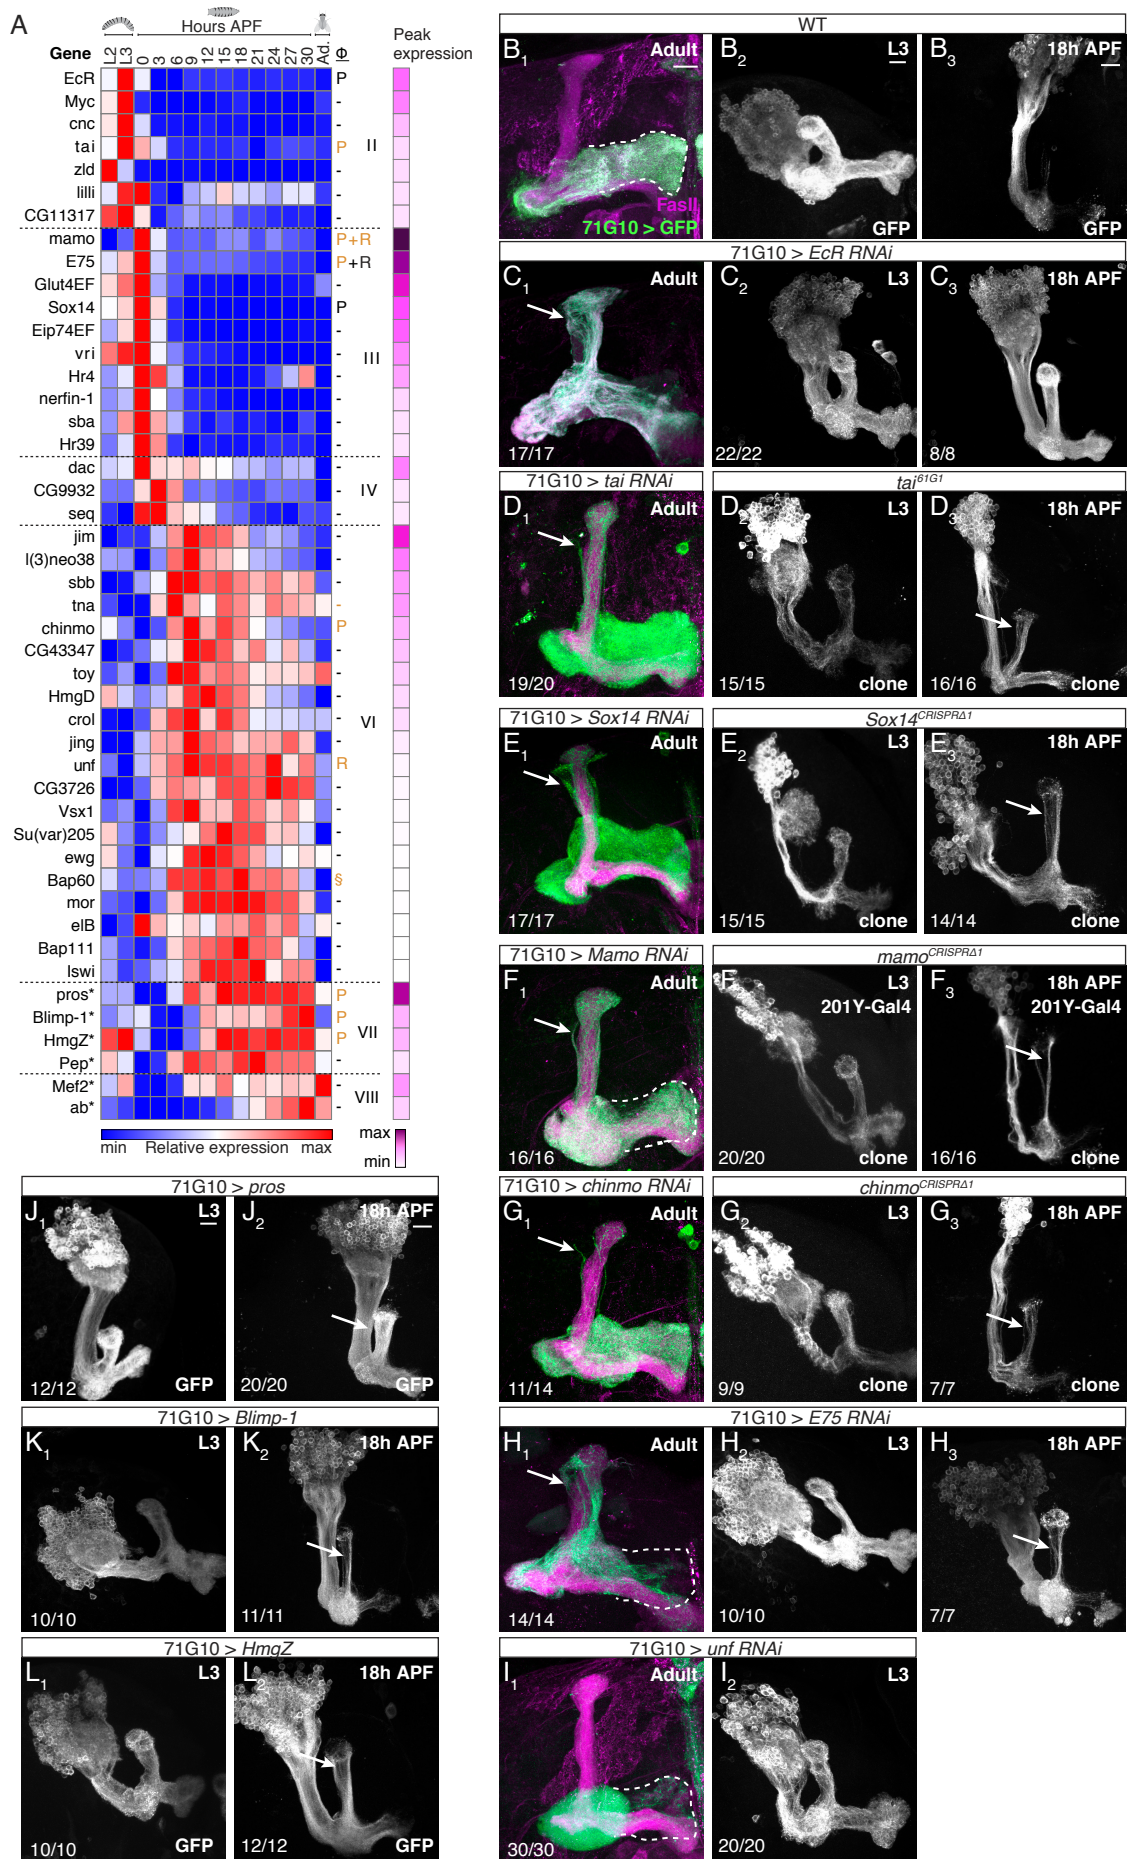 A
Hours APF
Gene L2 L3 0 3 6 9 12 15 18 21 24 27 30 Ad. Φ
Peak expression
EcR P
Myc -
cnc -
tai P II
zld -
lilli -
CG11317 -
mamo P+R
E75 P+R
Glut4EF -
Sox14 P
Eip74EF -
vri - III
Hr4 -
nerfin-1 -
sba -
Hr39 -
dac -
CG9932 - IV
seq -
jim -
l(3)neo38 -
sbb -
tna -
chinmo P
CG43347 -
toy -
HmgD -
crol - VI
jing -
unf R
CG3726 -
Vsx1 -
Su(var)205 -
ewg -
Bap60 §
mor -
elB -
Bap111 -
Iswi -
pros* P
Blimp-1* P VII
HmgZ* P
Pep* -
Mef2* - VIII
ab* -
min Relative expression max
max
min
WT
B1 Adult
FasII
71G10 > GFP
B2 L3
GFP
B3 18h APF
GFP
71G10 > EcR RNAi
C1 Adult
17/17
C2 L3
22/22
C3 18h APF
8/8
71G10 > tai RNAi
tai61G1
D1 Adult
19/20
D2 L3
15/15 clone
D3 18h APF
16/16 clone
71G10 > Sox14 RNAi
Sox14CRISPRΔ1
E1 Adult
17/17
E2 L3
15/15 clone
E3 18h APF
14/14 clone
71G10 > Mamo RNAi
mamoCRISPRΔ1
F1 Adult
16/16
F2 L3
201Y-Gal4
20/20 clone
F3 18h APF
201Y-Gal4
16/16 clone
71G10 > chinmo RNAi
chinmoCRISPRΔ1
G1 Adult
11/14
G2 L3
9/9 clone
G3 18h APF
7/7 clone
71G10 > E75 RNAi
H1 Adult
14/14
H2 L3
10/10
H3 18h APF
7/7
71G10 > unf RNAi
I1 Adult
30/30
I2 L3
20/20
71G10 > pros
J1 L3
12/12 GFP
J2 18h APF
20/20 GFP
71G10 > Blimp-1
K1 L3
10/10
K2 18h APF
11/11
71G10 > HmgZ
L1 L3
10/10 GFP
L2 18h APF
12/12 GFP